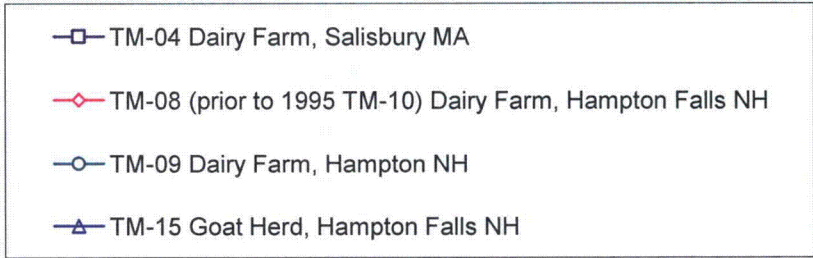 TM-04 Dairy Farm, Salisbury MA
TM-08 (prior to 1995 TM-10) Dairy Farm, Hampton Falls NH
TM-09 Dairy Farm, Hampton NH
TM-15 Goat Herd, Hampton Falls NH